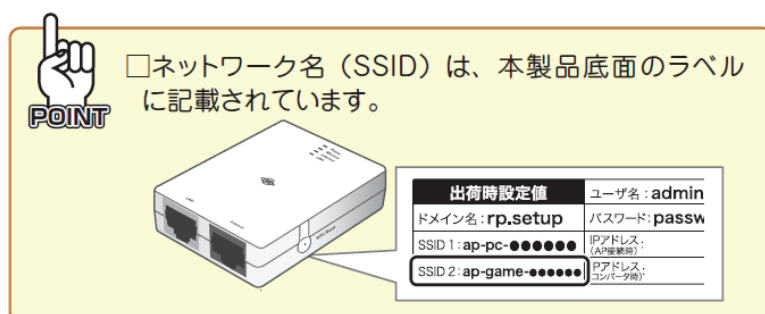 POINT
□ネットワーク名（SSID）は、本製品底面のラベル
に記載されています。
出荷時設定値
ユーザ名：admin
ドメイン名：rp.setup
パスワード：passw
SSID 1：ap-pc-●●●●●●
IPアドレス：
（AP接続時）
SSID 2：ap-game-●●●●●●
Pアドレス：
コンバータ時）